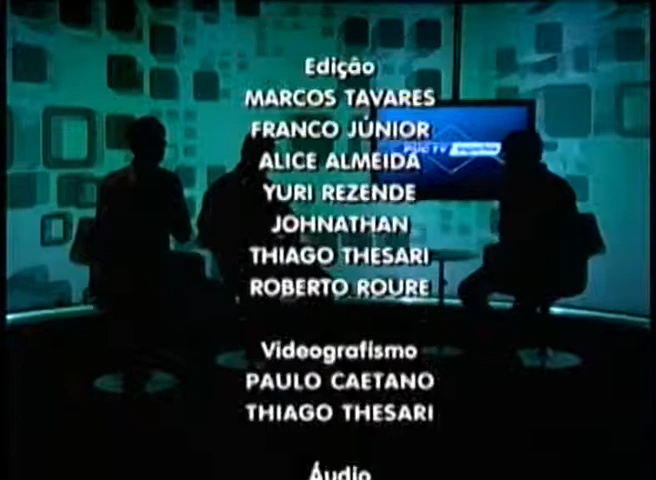 Edição
MARCOS TAVARES
FRANCO JÚNIOR
ALICE ALMEIDA
YURI REZENDE
JOHNATHAN
THIAGO THESARI
ROBERTO ROURE
Videografismo
PAULO CAETANO
THIAGO THESARI
Áudio